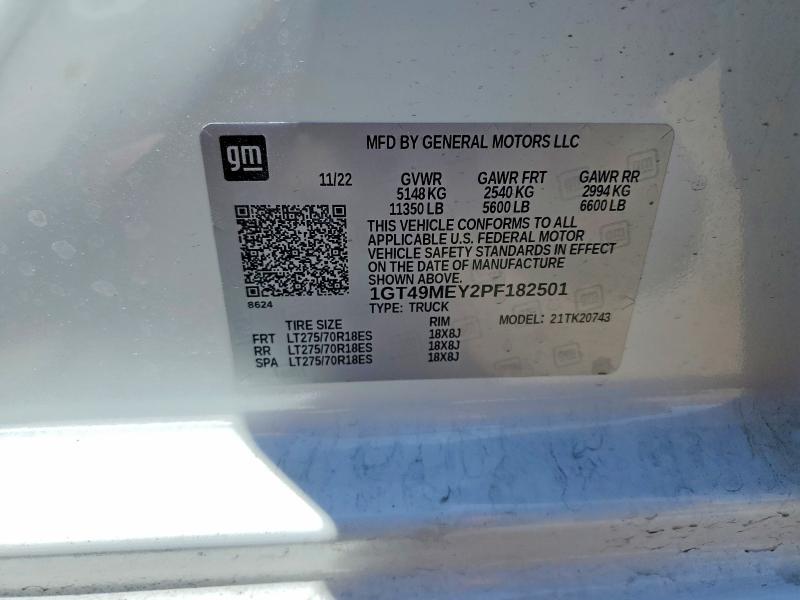 gm
MFD BY GENERAL MOTORS LLC
11/22 GVWR GAWR FRT GAWR RR
5148 KG 2540 KG 2994 KG
11350 LB 5600 LB 6600 LB
THIS VEHICLE CONFORMS TO ALL
APPLICABLE U.S. FEDERAL MOTOR
VEHICLE SAFETY STANDARDS IN EFFECT
ON THE DATE OF MANUFACTURE
SHOWN ABOVE.
1GT49MEY2PF182501
8624
TYPE: TRUCK
MODEL: 21TK20743
TIRE SIZE RIM
FRT LT275/70R18ES 18X8J
RR LT275/70R18ES 18X8J
SPA LT275/70R18ES 18X8J